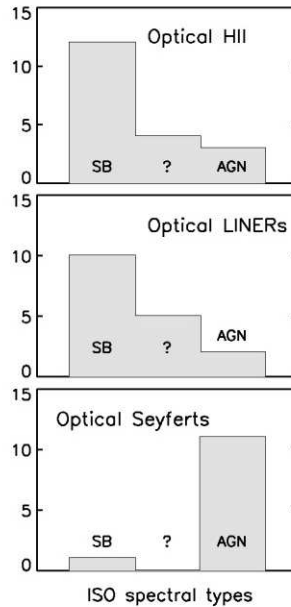 15
Optical HII
10
5
SB ? AGN
0
15
Optical LINERs
10
5
AGN
SB ?
0
15
Optical Seyferts
10
5
SB ? AGN
0
ISO spectral types